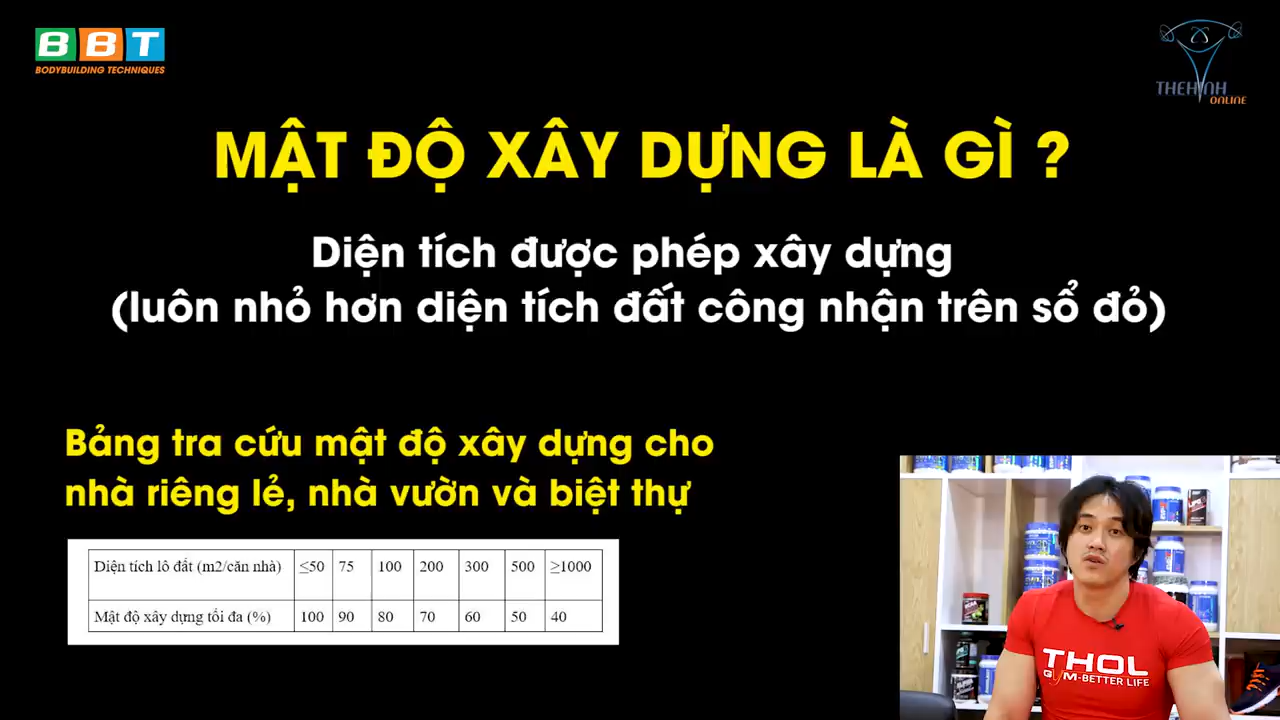 BBT
BODYBUILDING TECHNIQUES
THEHINH
ONLINE
MẬT ĐỘ XÂY DỰNG LÀ GÌ ?
Diện tích được phép xây dựng
(luôn nhỏ hơn diện tích đất công nhận trên sổ đỏ)
Bảng tra cứu mật độ xây dựng cho
nhà riêng lẻ, nhà vườn và biệt thự
Diện tích lô đất (m2/căn nhà) ≤50 75 100 200 300 500 ≥1000
Mật độ xây dựng tối đa (%) 100 90 80 70 60 50 40
THOL
GYM-BETTER LIFE